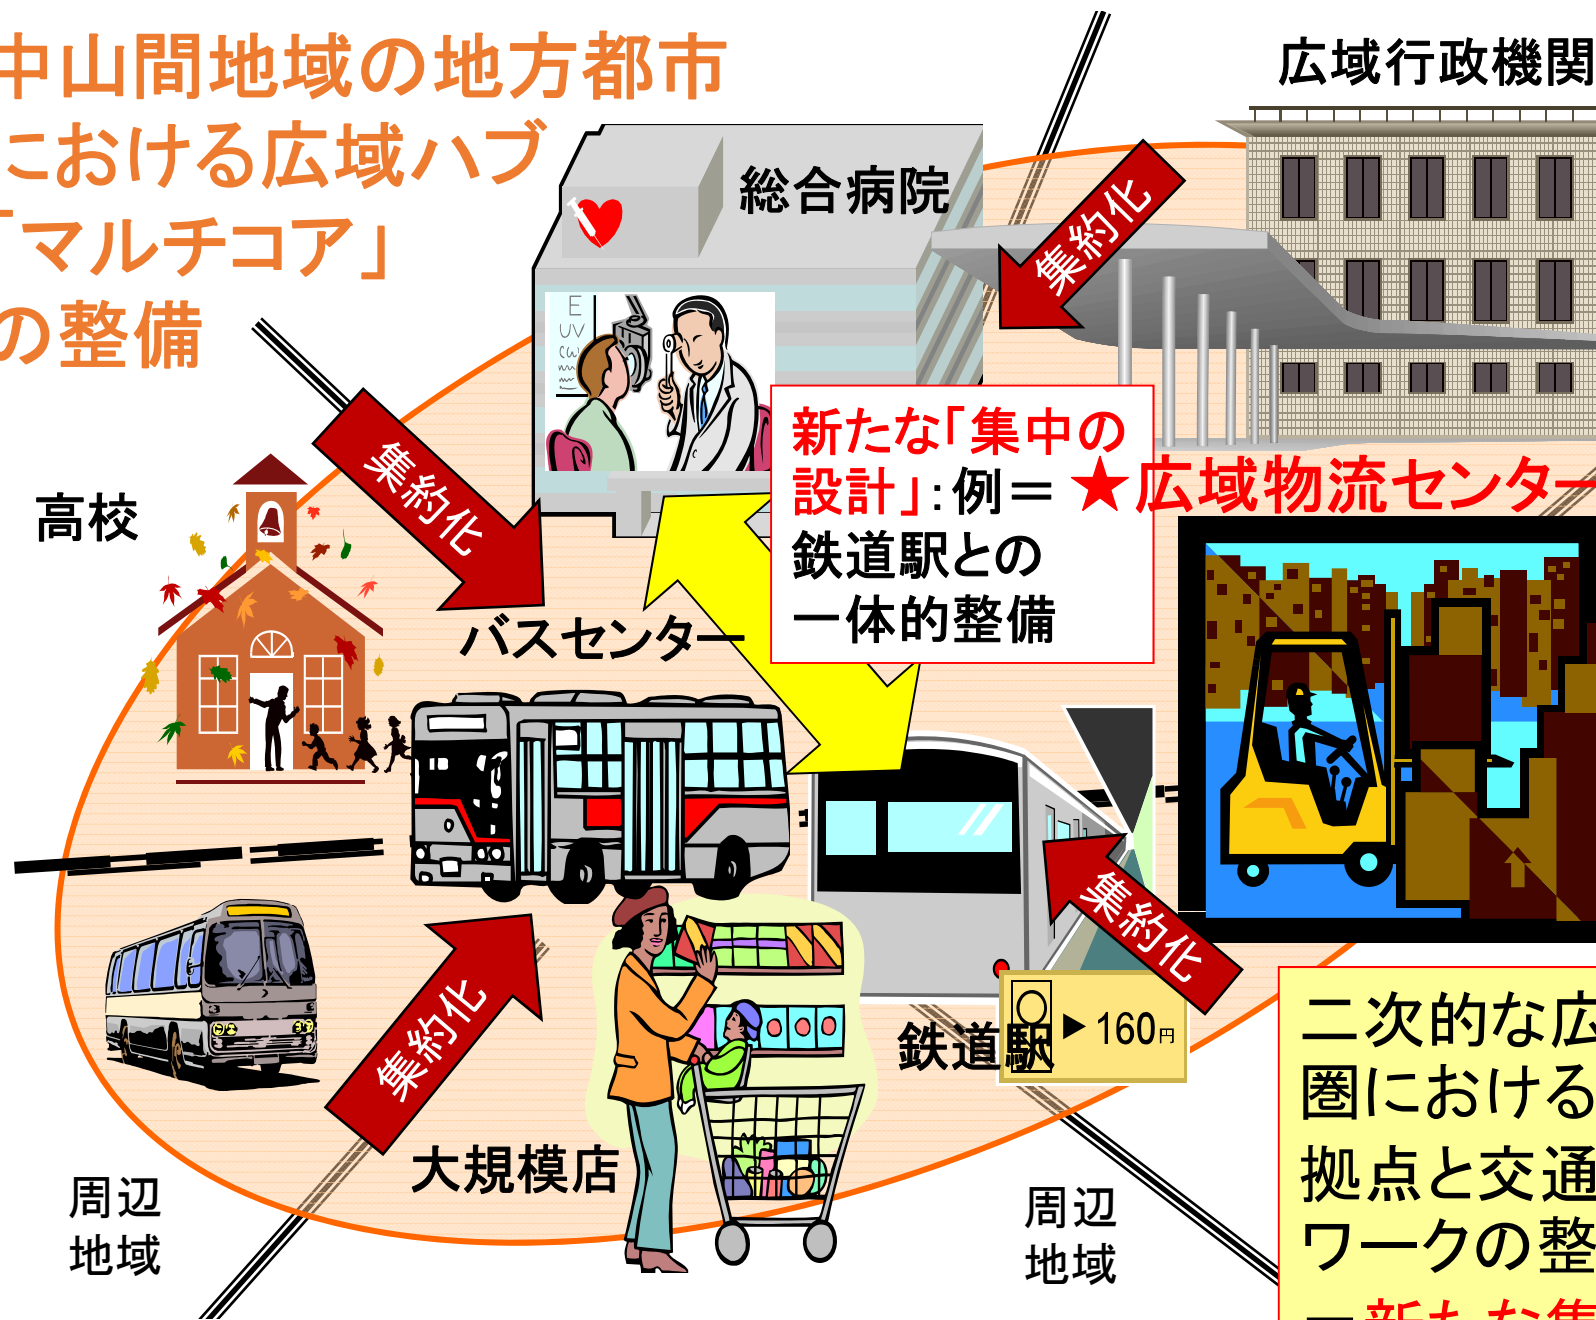 中山間地域の地方都市
における広域ハブ
「マルチコア」
の整備
広域行政機関
総合病院
集約化
E
UV
CW
新たな「集中の
設計」:例＝
鉄道駅との
一体的整備
★広域物流センター
集約化
高校
バスセンター
集約化
集約化
鉄道駅
▶160円
大規模店
周辺
地域
周辺
地域
二次的な広
圏における
拠点と交通
ワークの整
＝新たな集